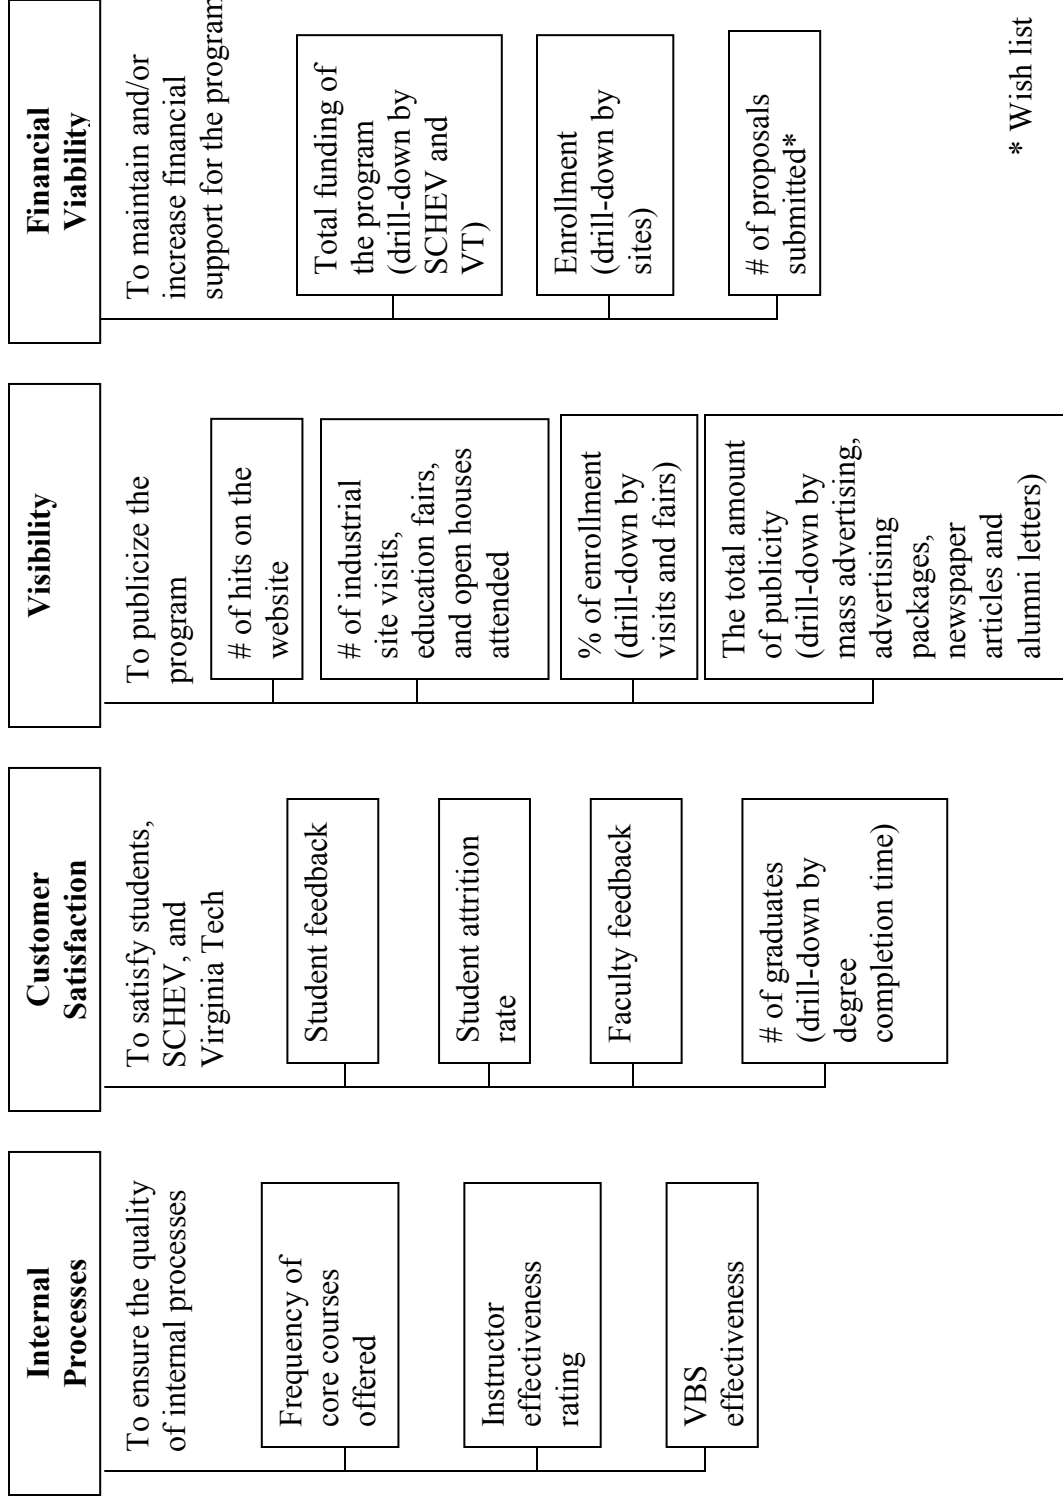 Internal
Processes
To ensure the quality
of internal processes
Frequency of
core courses
offered
Instructor
effectiveness
rating
VBS
effectiveness
Customer
Satisfaction
To satisfy students,
SCHEV, and
Virginia Tech
Student feedback
Student attrition
rate
Faculty feedback
# of graduates
(drill-down by
degree
completion time)
Visibility
To publicize the
program
# of hits on the
website
# of industrial
site visits,
education fairs,
and open houses
attended
% of enrollment
(drill-down by
visits and fairs)
The total amount
of publicity
(drill-down by
mass advertising,
advertising
packages,
newspaper
articles and
alumni letters)
Financial
Viability
To maintain and/or
increase financial
support for the program
Total funding of
the program
(drill-down by
SCHEV and
VT)
Enrollment
(drill-down by
sites)
# of proposals
submitted*
* Wish list